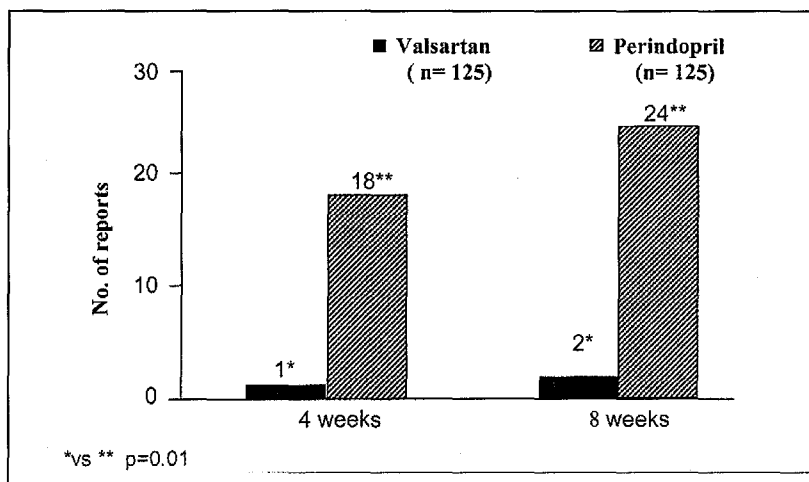 Valsartan
( n= 125)
Perindopril
(n= 125)
No. of reports
30
20
10
0
1*
18**
2*
24**
4 weeks
8 weeks
*vs ** p=0.01